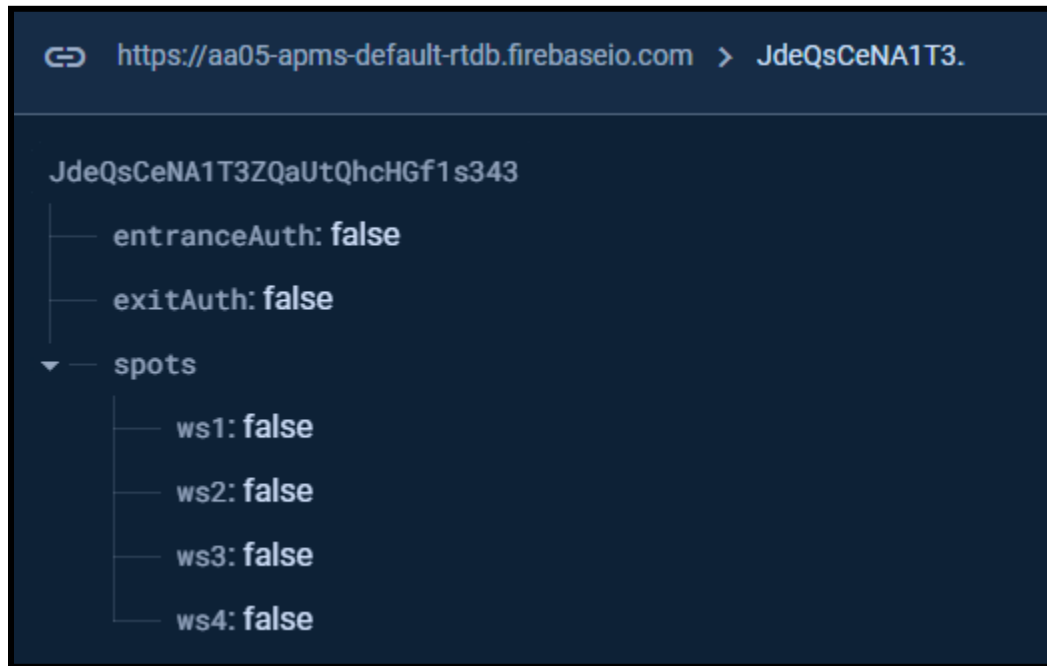 https://aa05-apms-default-rtdb.firebaseio.com > JdeQsCeNA1T3.
JdeQsCeNA1T3ZQaUtQhcHGf1s343
entranceAuth: false
exitAuth: false
spots
ws1: false
ws2: false
ws3: false
ws4: false